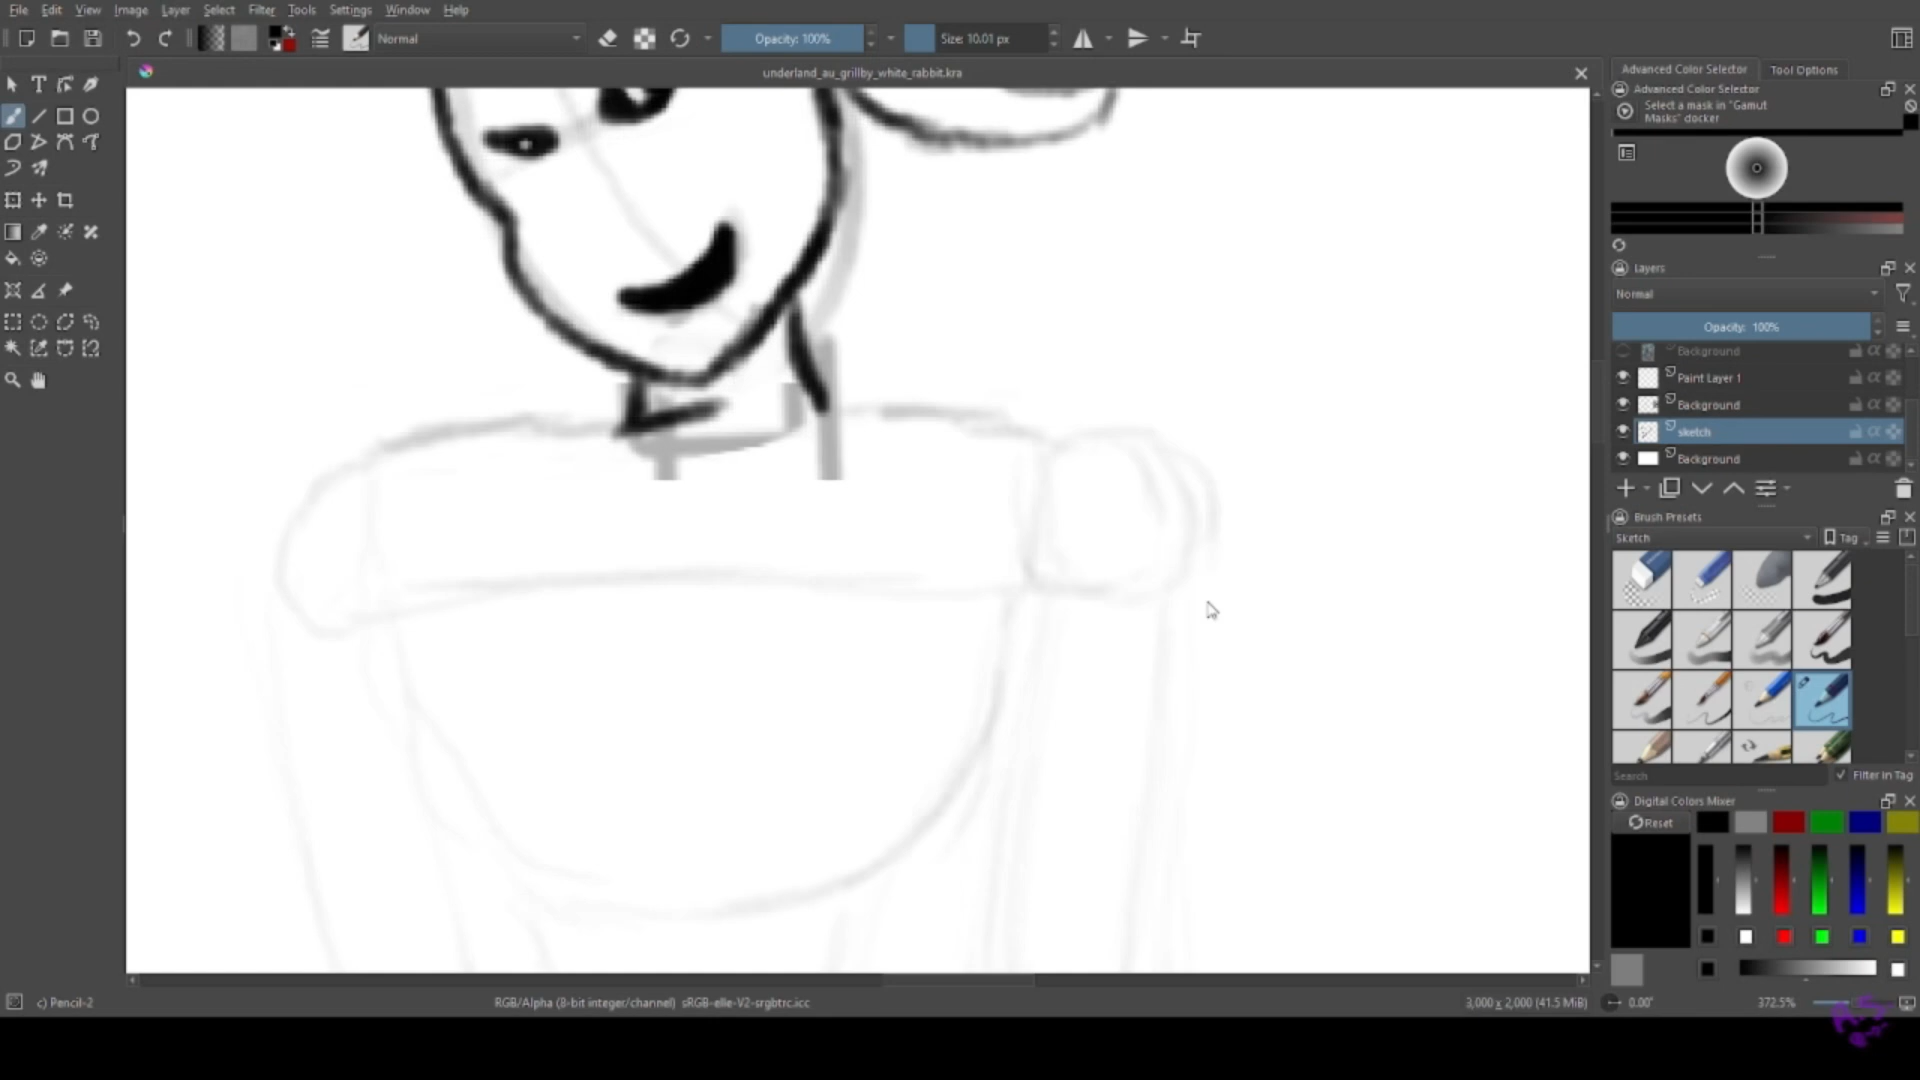 File Edit View Image Layer Select Filter Tools Settings Window Help
Normal Opacity: 100% Size: 10.01 px
underland_au_grillby_white_rabbit.kra
Advanced Color Selector Tool Options
Advanced Color Selector
Select a mask in "Gamut
Masks" docker
Layers
Normal
Opacity: 100%
Background
Paint Layer 1
Background
sketch
Background
Brush Presets
Sketch Tag
Search Filter in Tag
Digital Colors Mixer
Reset
c) Pencil-2 RGB/Alpha (8-bit integer/channel) sRGB-elle-V2-srgbtrc.icc 3,000 x 2,000 (41.5 MiB) 0.00° 372.5%